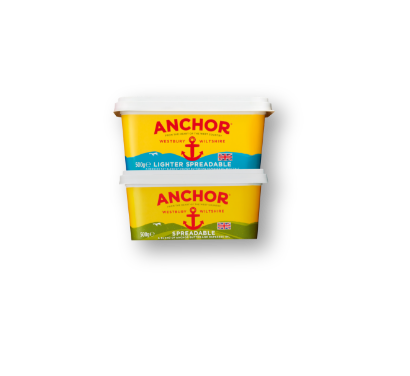 ANCHOR
WESTBURY WILTSHIRE
500g℮ LIGHTER SPREADABLE
ANCHOR
WESTBURY WILTSHIRE
500g℮ SPREADABLE